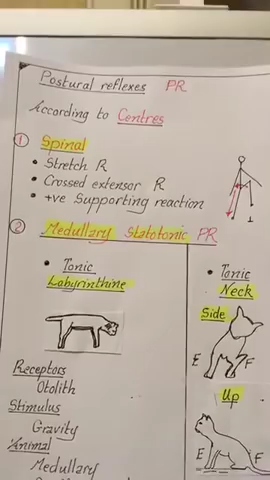 Postural reflexes PR
According to Centres
① Spinal
• Stretch R
• Crossed extensor R
• +ve Supporting reaction
② Medullary Statotonic PR
• Tonic
Labyrinthine
Receptors
Otolith
Stimulus
Gravity
Animal
Medullary
• Tonic
Neck
Side
E F
Up
E F